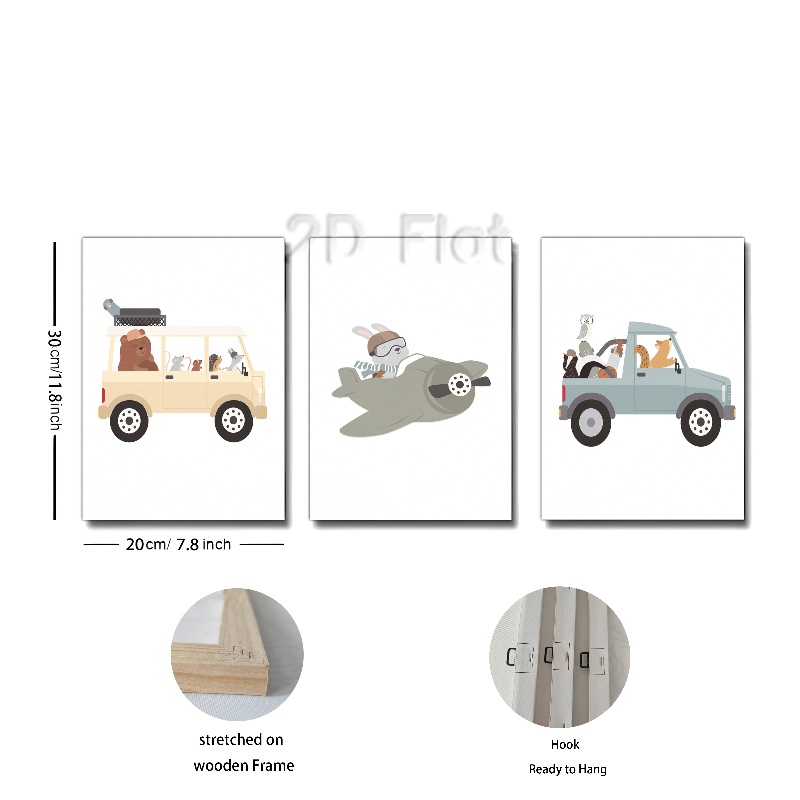 2D Flat
30cm/11.8inch
20cm/ 7.8 inch
stretched on
wooden Frame
Hook
Ready to Hang